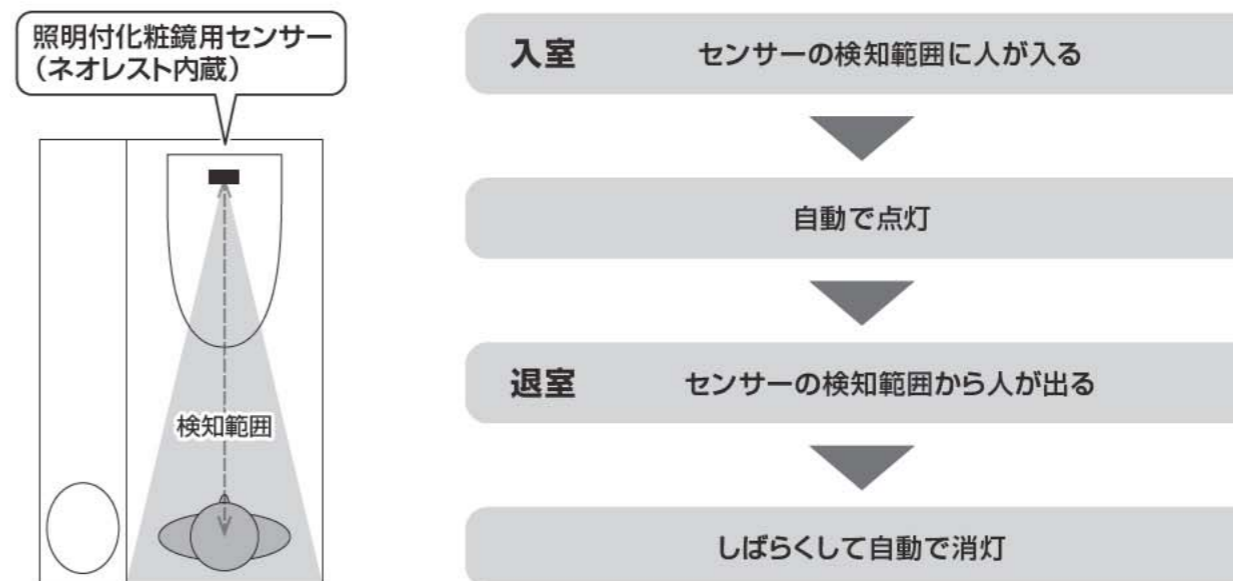 照明付化粧鏡用センサー
（ネオレスト内蔵）
検知範囲
入室 センサーの検知範囲に人が入る
自動で点灯
退室 センサーの検知範囲から人が出る
しばらくして自動で消灯